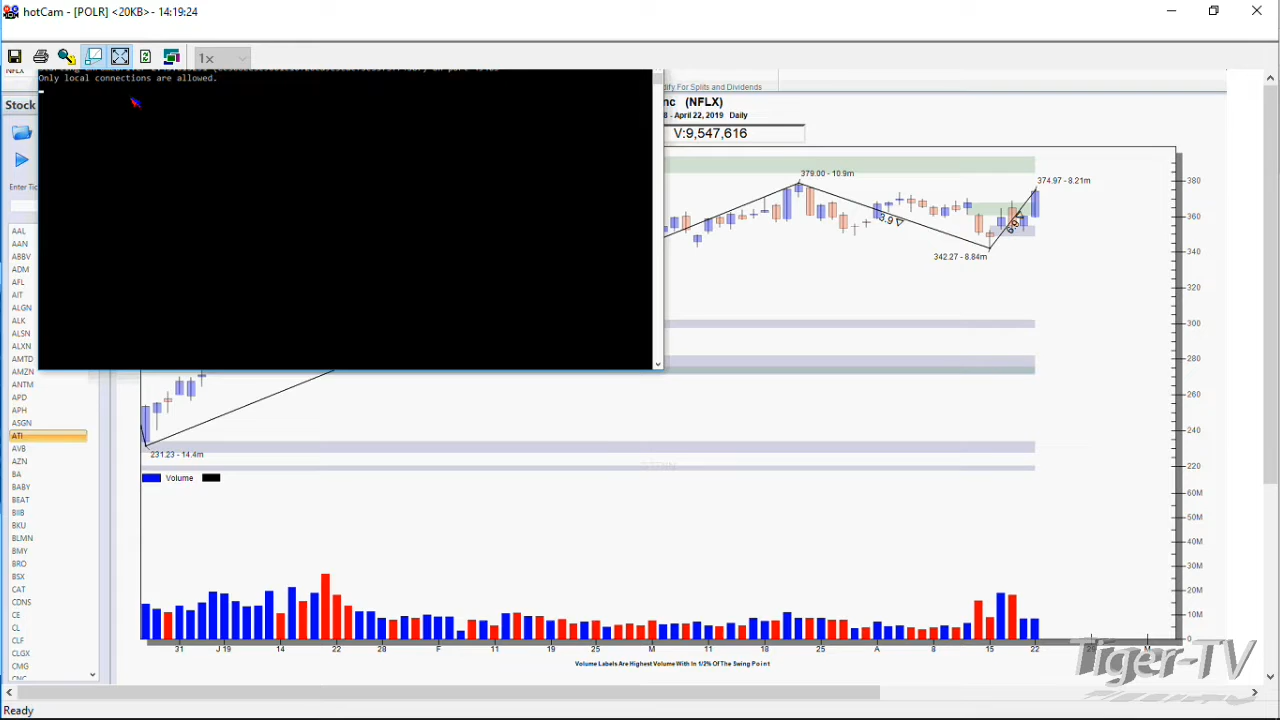 hotCam - [POLR] <20KB> - 14:19:24
1x
NFLX
Only local connections are allowed.
dify For Splits and Dividends
Stock
nc (NFLX)
8 - April 22, 2019 Daily
V:9,547,616
Enter Tic
AAL
AAN
ABBV
ADM
AFL
AIT
ALGN
ALK
ALSN
ALXN
AMTD
AMZN
ANTM
APD
APH
ASGN
ATI
AVB
AZN
BA
BABY
BEAT
BIIB
BKU
BLMN
BMY
BRO
BSX
CAT
CDNS
CE
CL
CLF
CLGX
CMG
379.00 - 10.9m
374.97 - 8.21m
342.27 - 8.84m
231.23 - 14.4m
380
360
340
320
300
280
260
240
220
Volume
60M
50M
40M
30M
20M
10M
0
31 J 19 14 22 28 F 11 19 25 M 11 18 25 A 8 15 22 29 M
Volume Labels Are Highest Volume With In 1/2% Of The Swing Point
Tiger-TV
Ready